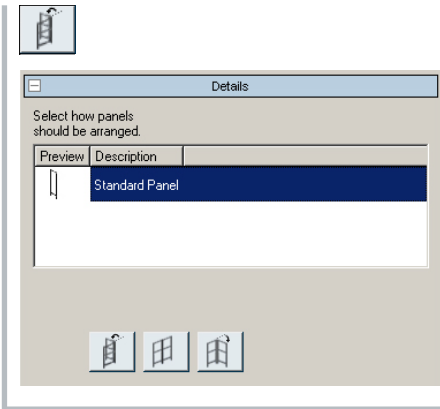 Details
Select how panels
should be arranged.
Preview Description
Standard Panel